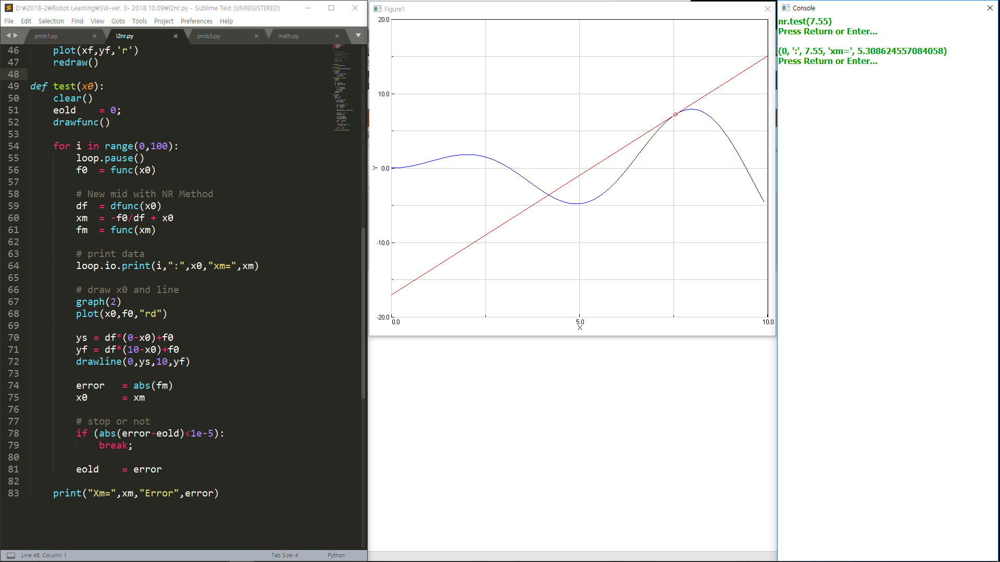 D:₩2018-2₩Robot Learning₩SW-ver. 3- 2018.10.09₩l2nr.py - Sublime Text (UNREGISTERED)
File Edit Selection Find View Goto Tools Project Preferences Help
prob1.py l2nr.py prob3.py math.py
46 plot(xf,yf,'r')
47 redraw()
48
49 def test(x0):
50 clear()
51 eold = 0;
52 drawfunc()
53
54 for i in range(0,100):
55 loop.pause()
56 f0 = func(x0)
57
58 # New mid with NR Method
59 df = dfunc(x0)
60 xm = -f0/df + x0
61 fm = func(xm)
62
63 # print data
64 loop.io.print(i,":",x0,"xm=",xm)
65
66 # draw x0 and line
67 graph(2)
68 plot(x0,f0,"rd")
69
70 ys = df*(0-x0)+f0
71 yf = df*(10-x0)+f0
72 drawline(0,ys,10,yf)
73
74 error = abs(fm)
75 x0 = xm
76
77 # stop or not
78 if (abs(error-eold)<1e-5):
79 break;
80
81 eold = error
82
83 print("Xm=",xm,"Error",error)
Line 48, Column 1 Tab Size: 4 Python
Figure1
20.0
10.0
Y 0.0
-10.0
-20.0
0.0 5.0 10.0
X
Console
nr.test(7.55)
Press Return or Enter...
(0, ':', 7.55, 'xm=', 5.308624557084058)
Press Return or Enter...